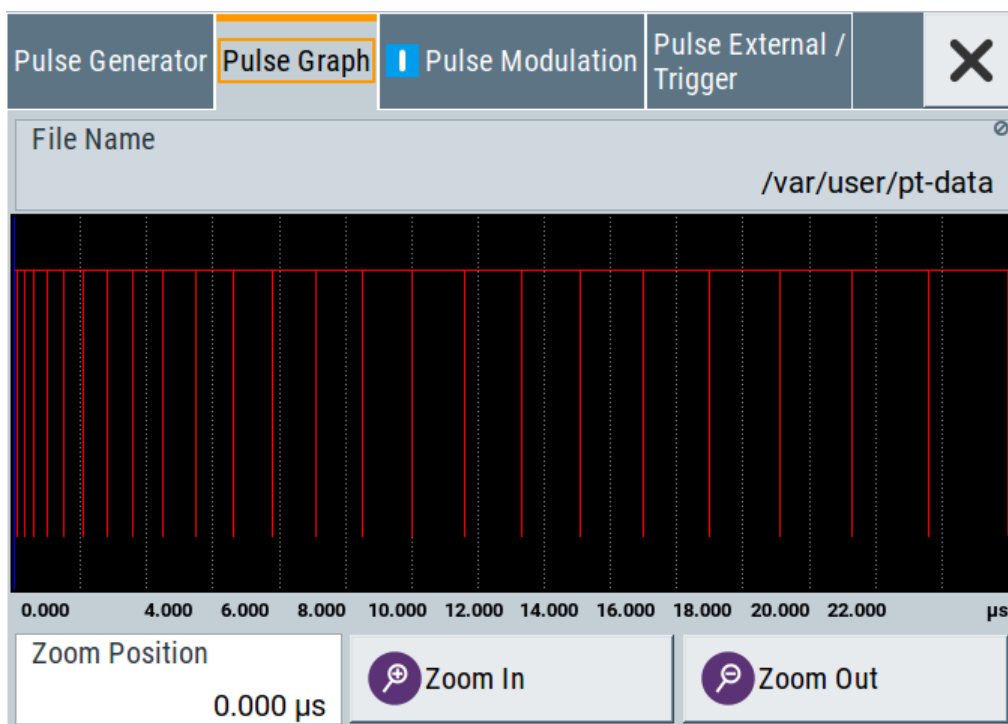 Pulse Generator
Pulse Graph
Pulse Modulation
Pulse External /
Trigger
File Name
/var/user/pt-data
0.000 4.000 6.000 8.000 10.000 12.000 14.000 16.000 18.000 20.000 22.000 µs
Zoom Position
0.000 µs
Zoom In
Zoom Out